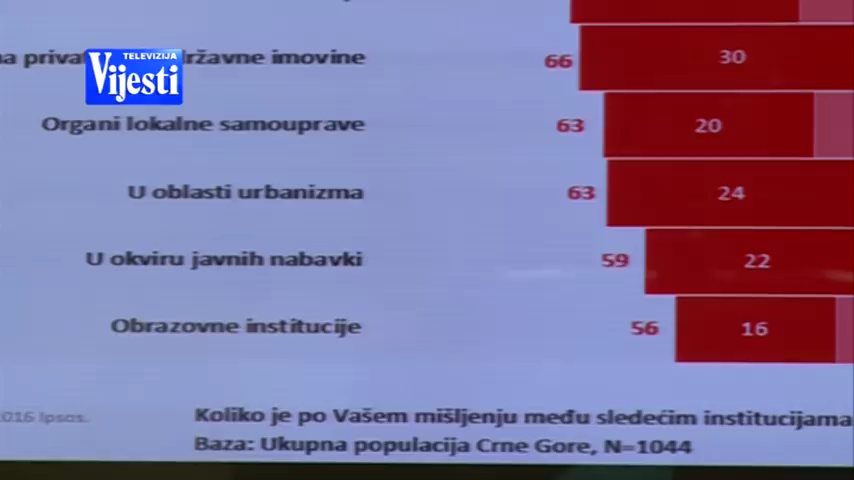 TELEVIZIJA
Vijesti
državne imovine 66 30
Organi lokalne samouprave 63 20
U oblasti urbanizma 63 24
U okviru javnih nabavki 59 22
Obrazovne institucije 56 16
2016 Ipsos.
Koliko je po Vašem mišljenju među sledećim institucijama
Baza: Ukupna populacija Crne Gore, N=1044